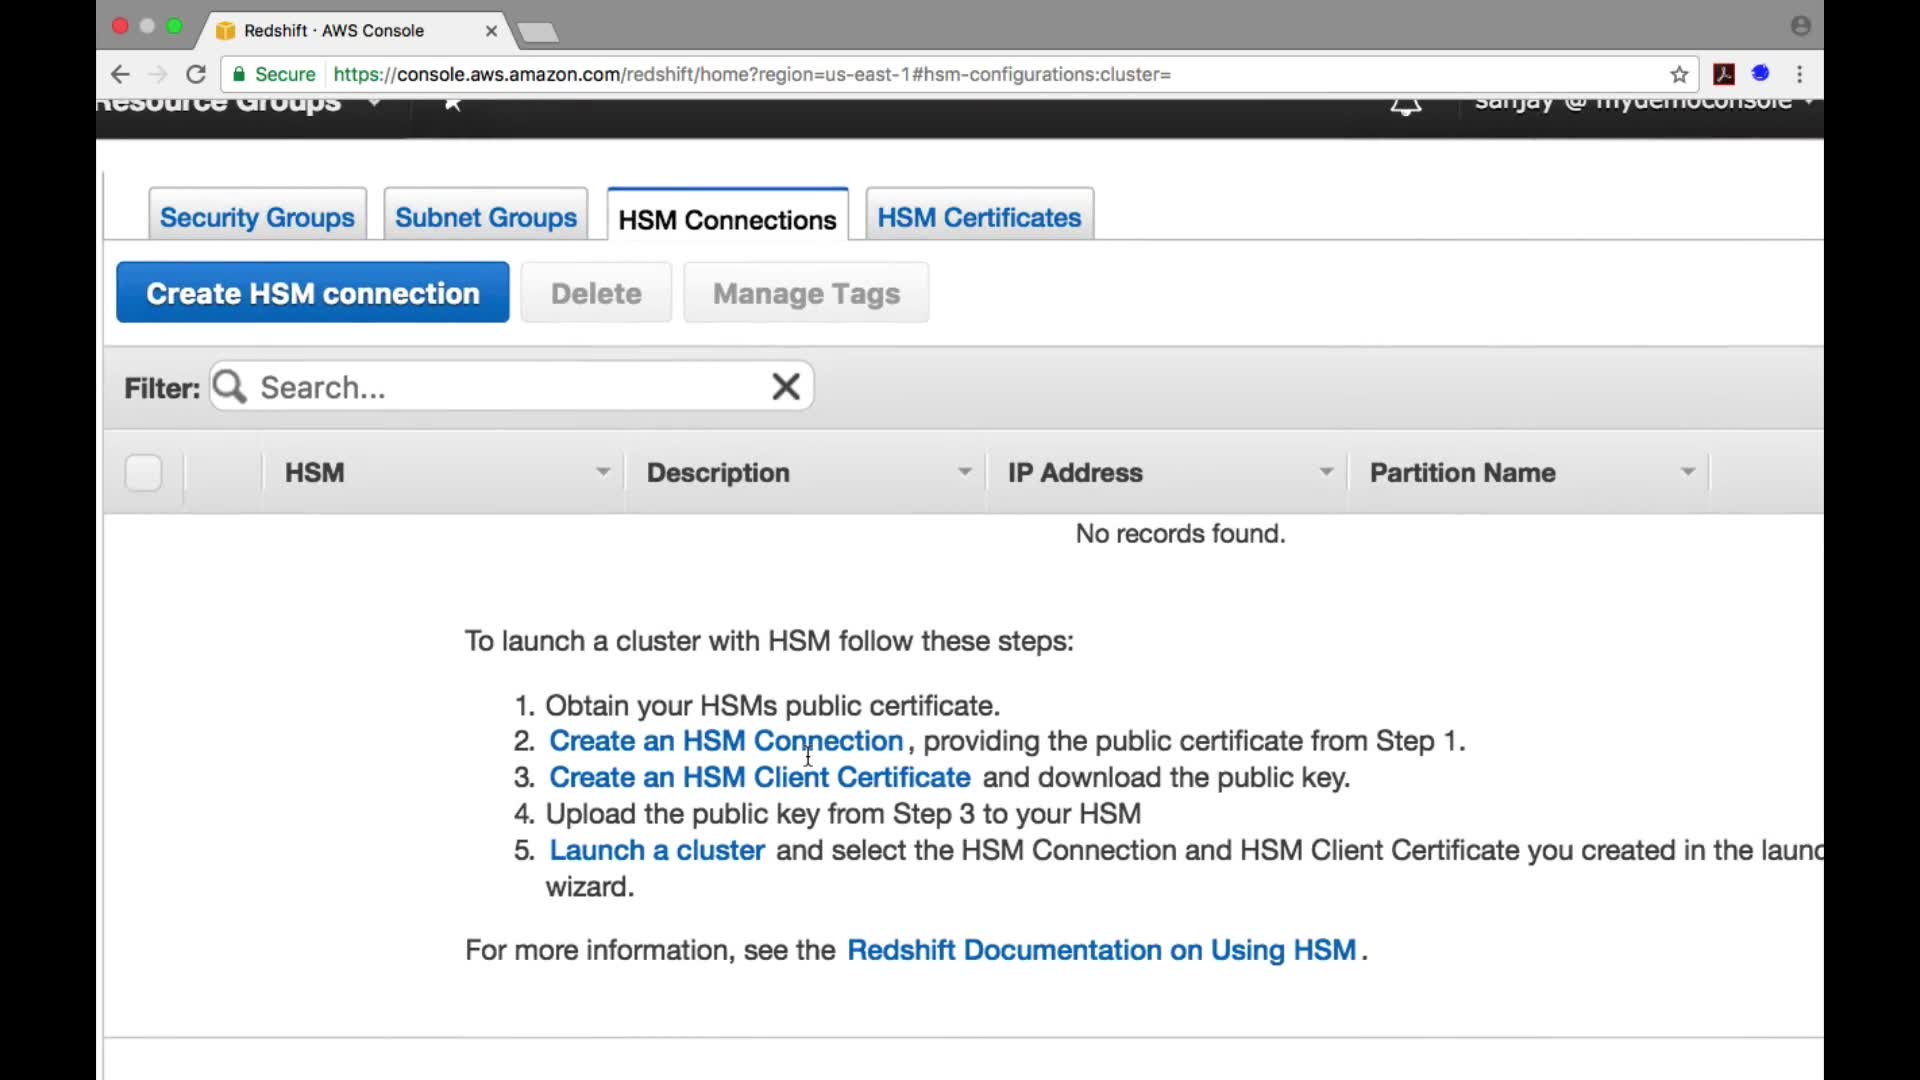 Redshift · AWS Console
Secure https://console.aws.amazon.com/redshift/home?region=us-east-1#hsm-configurations:cluster=
Resource Groups sanjay @ mydemoconsole
Security Groups Subnet Groups HSM Connections HSM Certificates
Create HSM connection Delete Manage Tags
Filter: Search...
HSM Description IP Address Partition Name
No records found.
To launch a cluster with HSM follow these steps:
1. Obtain your HSMs public certificate.
2. Create an HSM Connection , providing the public certificate from Step 1.
3. Create an HSM Client Certificate and download the public key.
4. Upload the public key from Step 3 to your HSM
5. Launch a cluster and select the HSM Connection and HSM Client Certificate you created in the launc
wizard.
For more information, see the Redshift Documentation on Using HSM .